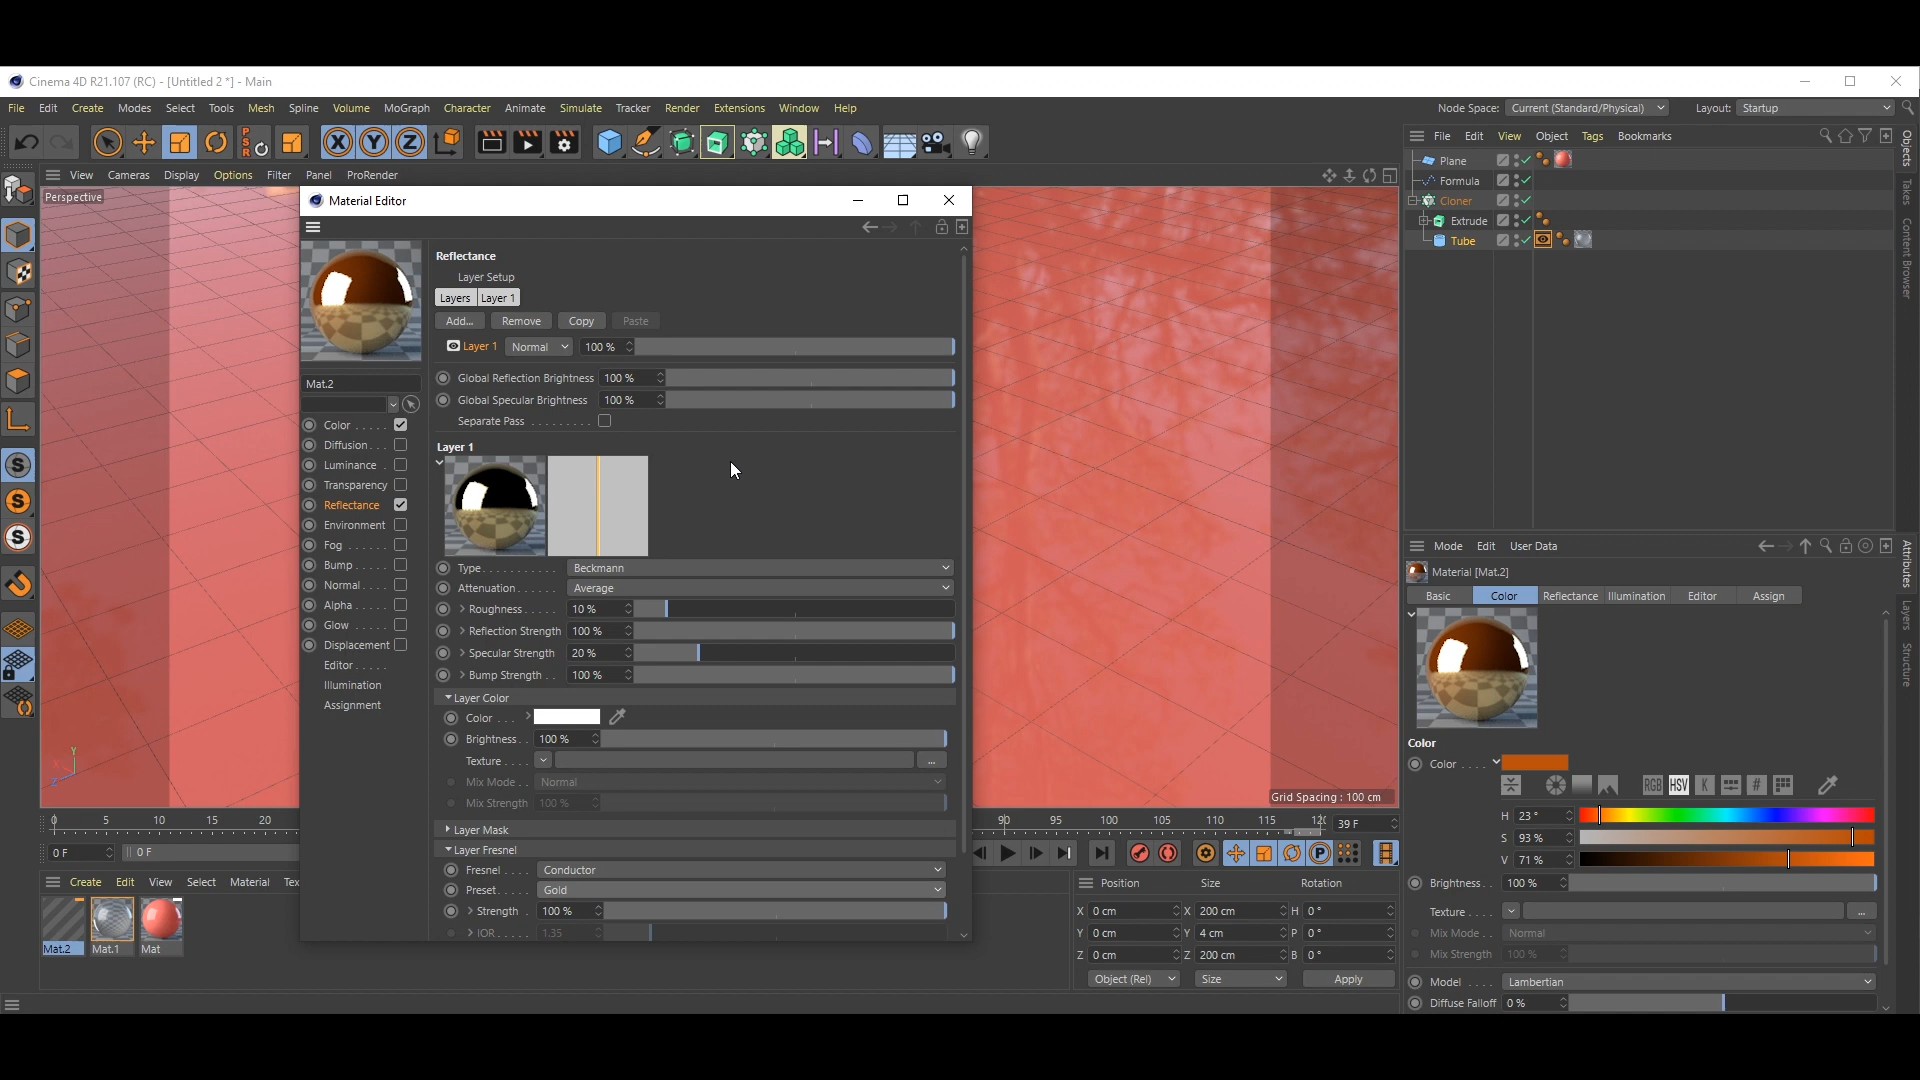 Cinema 4D R21.107 (RC) - [Untitled 2 *] - Main
File Edit Create Modes Select Tools Mesh Spline Volume MoGraph Character Animate Simulate Tracker Render Extensions Window Help
Node Space: Current (Standard/Physical) Layout: Startup
View Cameras Display Options Filter Panel ProRender
Perspective
Grid Spacing : 100 cm
Material Editor
Mat.2
Color
Diffusion
Luminance
Transparency
Reflectance
Environment
Fog
Bump
Normal
Alpha
Glow
Displacement
Editor
Illumination
Assignment
Reflectance
Layer Setup
Layers Layer 1
Add... Remove Copy Paste
Layer 1 Normal 100 %
Global Reflection Brightness 100 %
Global Specular Brightness 100 %
Separate Pass
Layer 1
Type Beckmann
Attenuation Average
Roughness 10 %
Reflection Strength 100 %
Specular Strength 20 %
Bump Strength 100 %
Layer Color
Color
Brightness 100 %
Texture ...
Mix Mode Normal
Mix Strength 100 %
Layer Mask
Layer Fresnel
Fresnel Conductor
Preset Gold
Strength 100 %
IOR 1.35
File Edit View Object Tags Bookmarks
Plane
Formula
Cloner
Extrude
Tube
Objects
Takes
Content Browser
Mode Edit User Data
Material [Mat.2]
Basic Color Reflectance Illumination Editor Assign
Color
Color
RGB HSV K #
H 23 °
S 93 %
V 71 %
Brightness 100 %
Texture ...
Mix Mode Normal
Mix Strength 100 %
Model Lambertian
Diffuse Falloff 0 %
Attributes
Layers
Structure
0 5 10 15 20 90 95 100 105 110 115 39 F
0 F 0 F
Create Edit View Select Material Tex
Mat.2 Mat.1 Mat
Position Size Rotation
X 0 cm X 200 cm H 0 °
Y 0 cm Y 4 cm P 0 °
Z 0 cm Z 200 cm B 0 °
Object (Rel) Size Apply